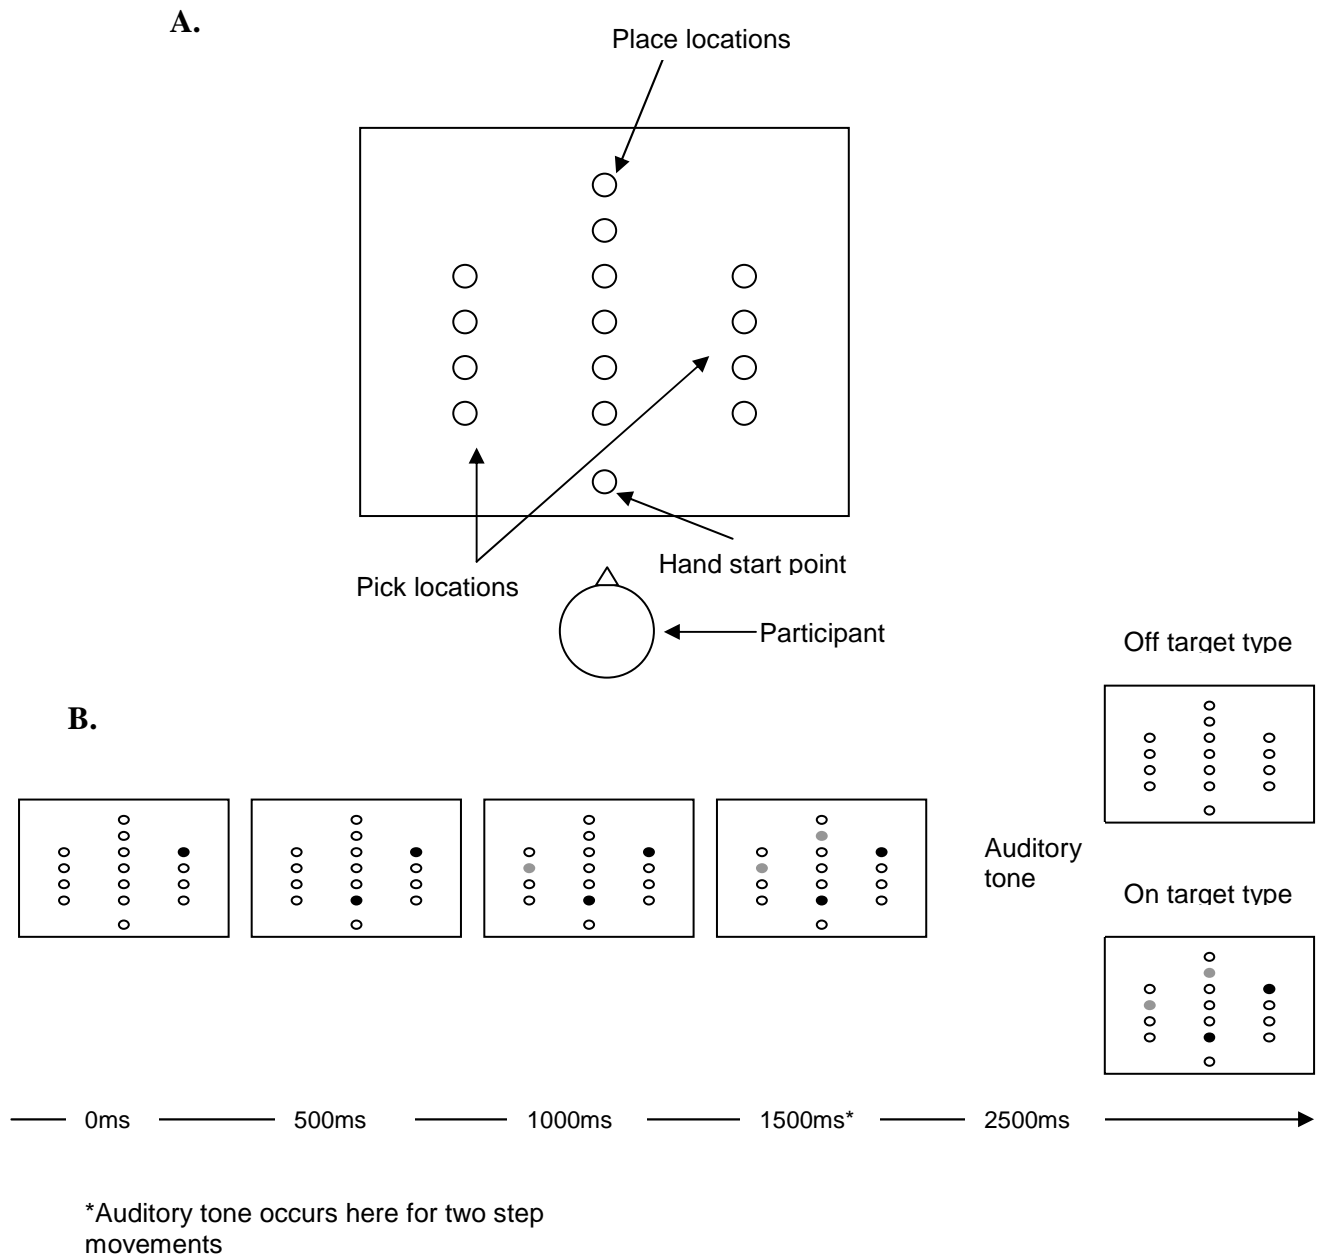 A.
Place locations
Hand start point
Pick locations
Participant
Off target type
B.
Auditory
tone
On target type
0ms
500ms
1000ms
1500ms*
2500ms
*Auditory tone occurs here for two step
movements